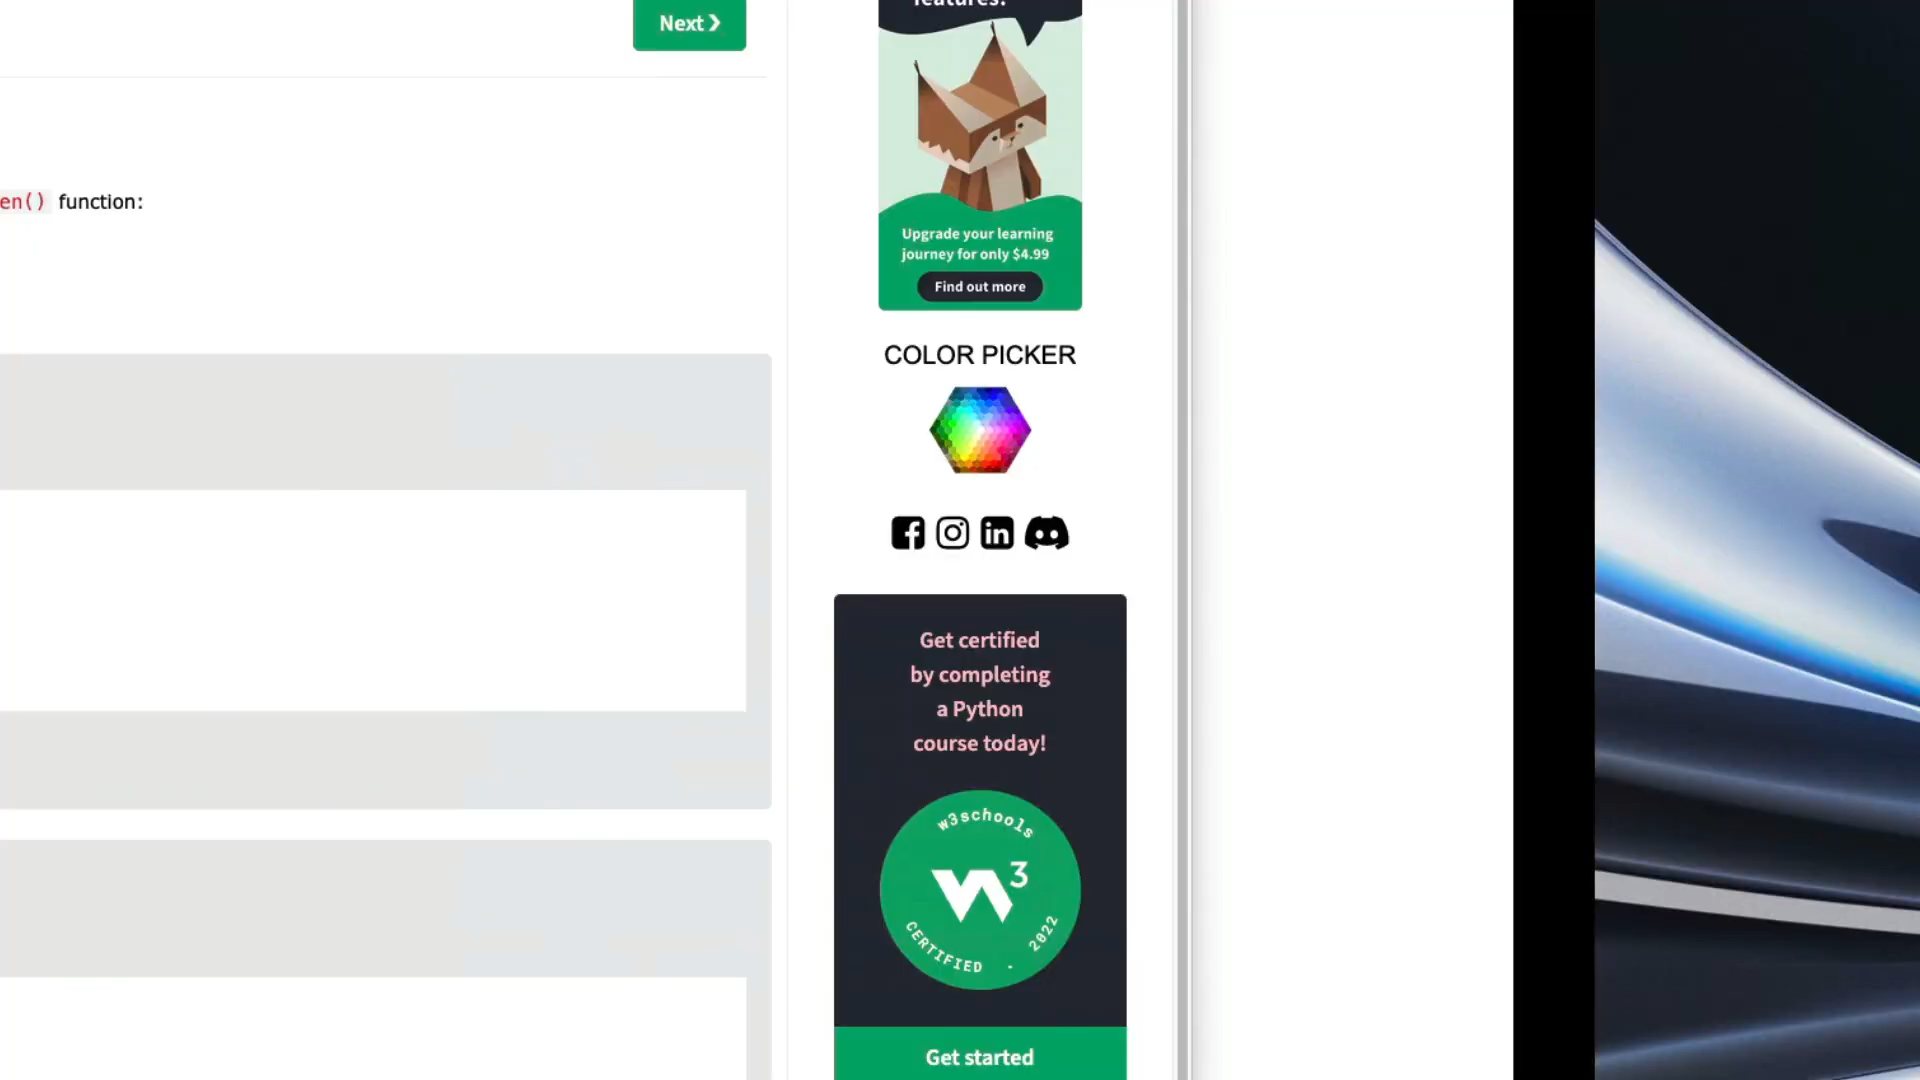 Next ❯
features!
en() function:
Upgrade your learning
journey for only $4.99
Find out more
COLOR PICKER
Get certified
by completing
a Python
course today!
w3schools
3
CERTIFIED - 2022
Get started